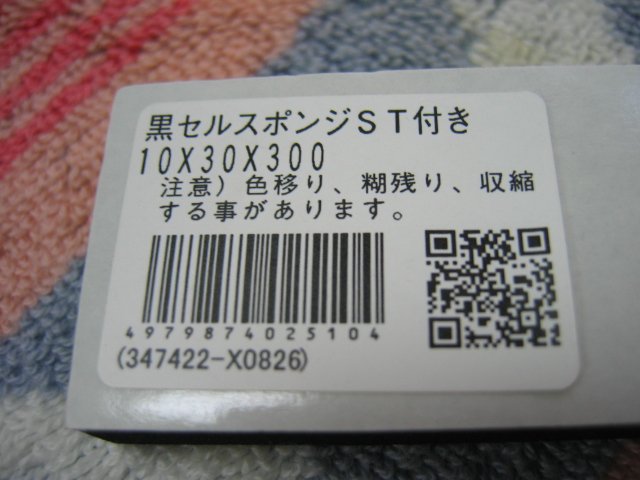 黒セルスポンジＳＴ付き
10X30X300
注意）色移り、糊残り、収縮
する事があります。
4979874025104
(347422-X0826)